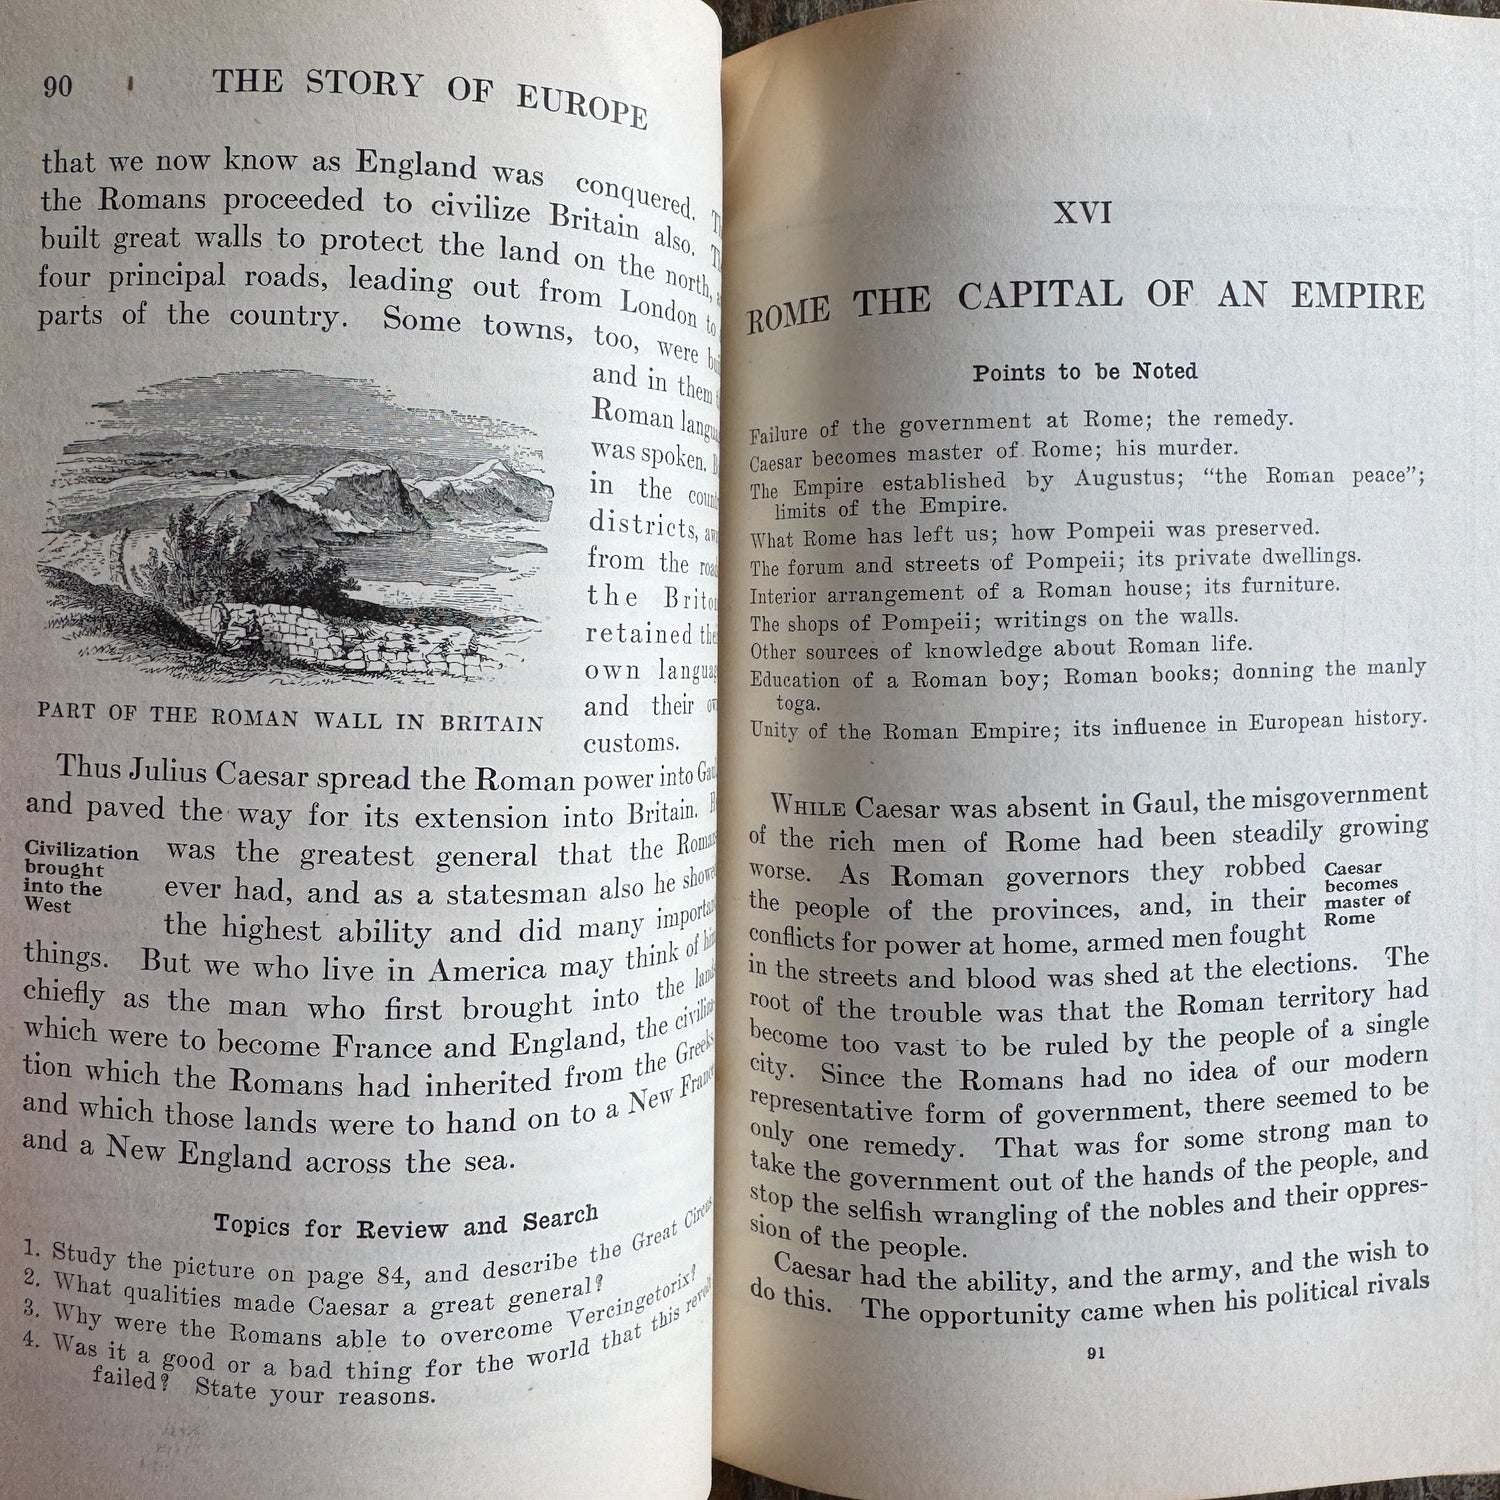 90 THE STORY OF EUROPE
that we now know as England was conquered.
the Romans proceeded to civilize Britain also.
built great walls to protect the land on the north,
four principal roads, leading out from London to
parts of the country. Some towns, too, were
and in them
Roman
was spoken.
in the
districts,
from the
the
retained
own
and their
customs.
PART OF THE ROMAN WALL IN BRITAIN
Thus Julius Caesar spread the Roman power into
and paved the way for its extension into Britain.
Civilization
brought
into the
West
was the greatest general that the
ever had, and as a statesman also he
the highest ability and did many
things. But we who live in America may think of
chiefly as the man who first brought into the
which were to become France and England, the
tion which the Romans had inherited from the Greeks
and which those lands were to hand on to a New France
and a New England across the sea.
Topics for Review and Search
1. Study the picture on page 84, and describe the Great Circus
2. What qualities made Caesar a great general?
3. Why were the Romans able to overcome Vercingetorix?
4. Was it a good or a bad thing for the world that this
failed? State your reasons.
XVI
ROME THE CAPITAL OF AN EMPIRE
Points to be Noted
Failure of the government at Rome; the remedy.
Caesar becomes master of Rome; his murder.
The Empire established by Augustus; "the Roman peace";
limits of the Empire.
What Rome has left us; how Pompeii was preserved.
The forum and streets of Pompeii; its private dwellings.
Interior arrangement of a Roman house; its furniture.
The shops of Pompeii; writings on the walls.
Other sources of knowledge about Roman life.
Education of a Roman boy; Roman books; donning the manly
toga.
Unity of the Roman Empire; its influence in European history.
WHILE Caesar was absent in Gaul, the misgovernment
of the rich men of Rome had been steadily growing
worse. As Roman governors they robbed
the people of the provinces, and, in their
conflicts for power at home, armed men fought
Caesar
becomes
master of
Rome
in the streets and blood was shed at the elections. The
root of the trouble was that the Roman territory had
become too vast to be ruled by the people of a single
city. Since the Romans had no idea of our modern
representative form of government, there seemed to be
only one remedy. That was for some strong man to
take the government out of the hands of the people, and
stop the selfish wrangling of the nobles and their oppres-
sion of the people.
Caesar had the ability, and the army, and the wish to
do this. The opportunity came when his political rivals
91